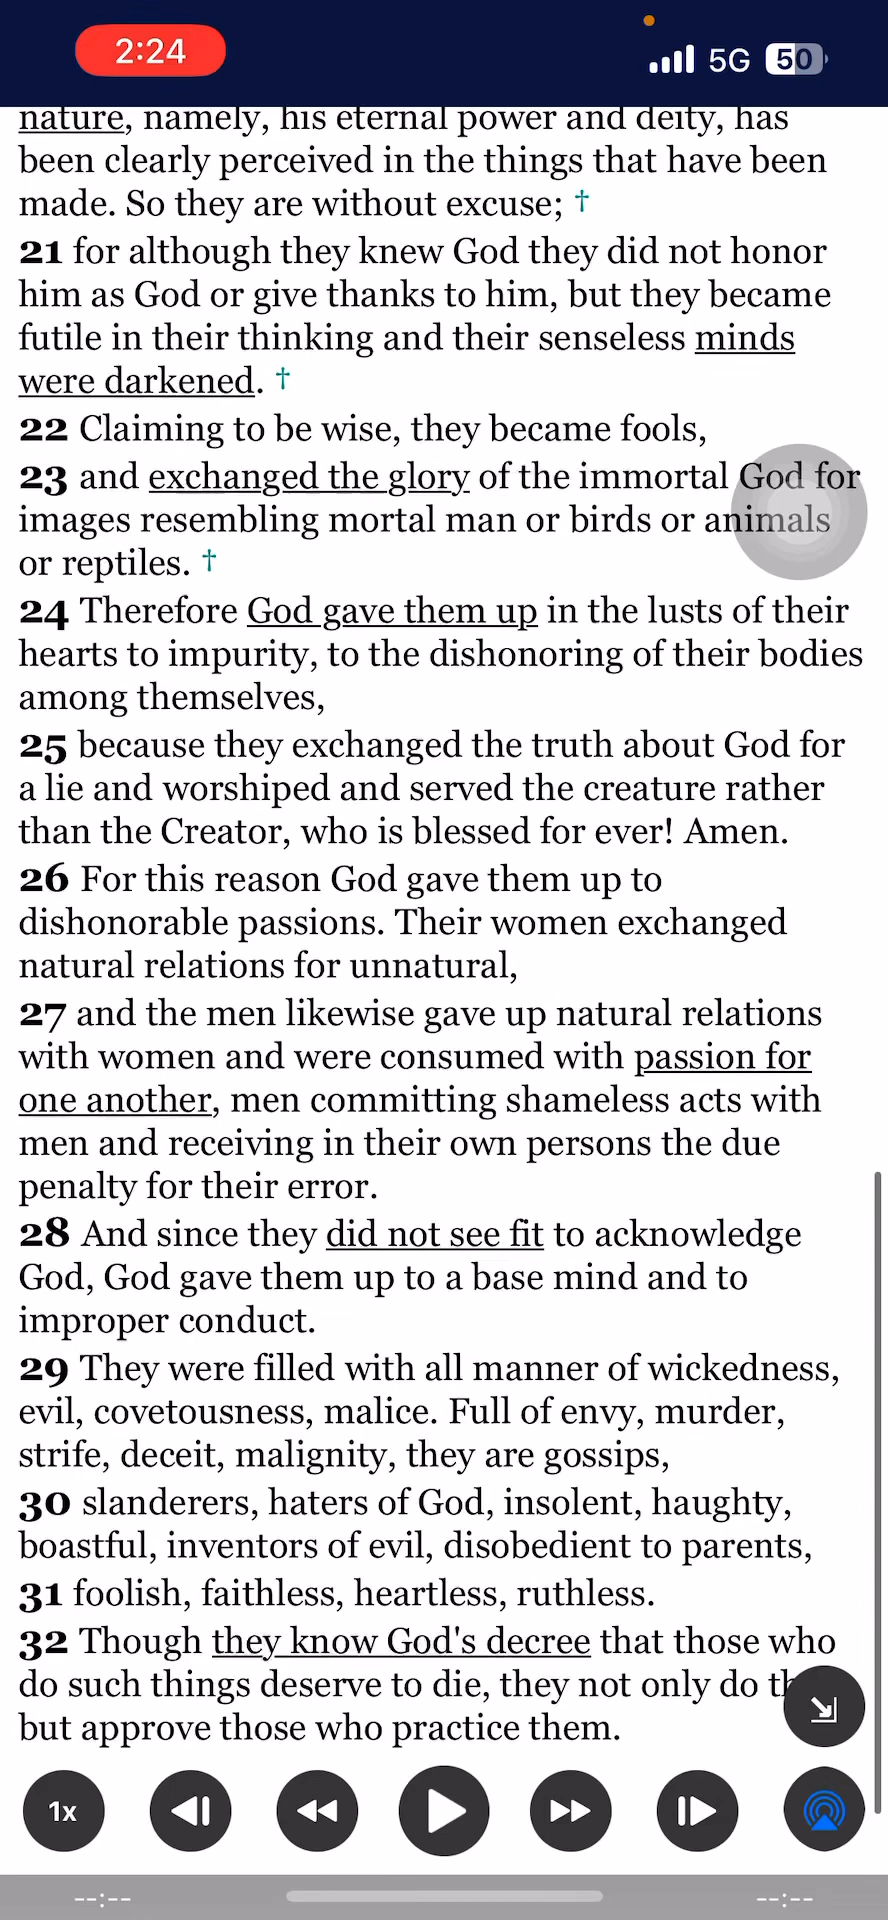 2:24
5G 50
nature, namely, his eternal power and deity, has
been clearly perceived in the things that have been
made. So they are without excuse; †
21 for although they knew God they did not honor
him as God or give thanks to him, but they became
futile in their thinking and their senseless minds
were darkened. †
22 Claiming to be wise, they became fools,
23 and exchanged the glory of the immortal God for
images resembling mortal man or birds or animals
or reptiles. †
24 Therefore God gave them up in the lusts of their
hearts to impurity, to the dishonoring of their bodies
among themselves,
25 because they exchanged the truth about God for
a lie and worshiped and served the creature rather
than the Creator, who is blessed for ever! Amen.
26 For this reason God gave them up to
dishonorable passions. Their women exchanged
natural relations for unnatural,
27 and the men likewise gave up natural relations
with women and were consumed with passion for
one another, men committing shameless acts with
men and receiving in their own persons the due
penalty for their error.
28 And since they did not see fit to acknowledge
God, God gave them up to a base mind and to
improper conduct.
29 They were filled with all manner of wickedness,
evil, covetousness, malice. Full of envy, murder,
strife, deceit, malignity, they are gossips,
30 slanderers, haters of God, insolent, haughty,
boastful, inventors of evil, disobedient to parents,
31 foolish, faithless, heartless, ruthless.
32 Though they know God's decree that those who
do such things deserve to die, they not only do
but approve those who practice them.
1x
--:-- --:--